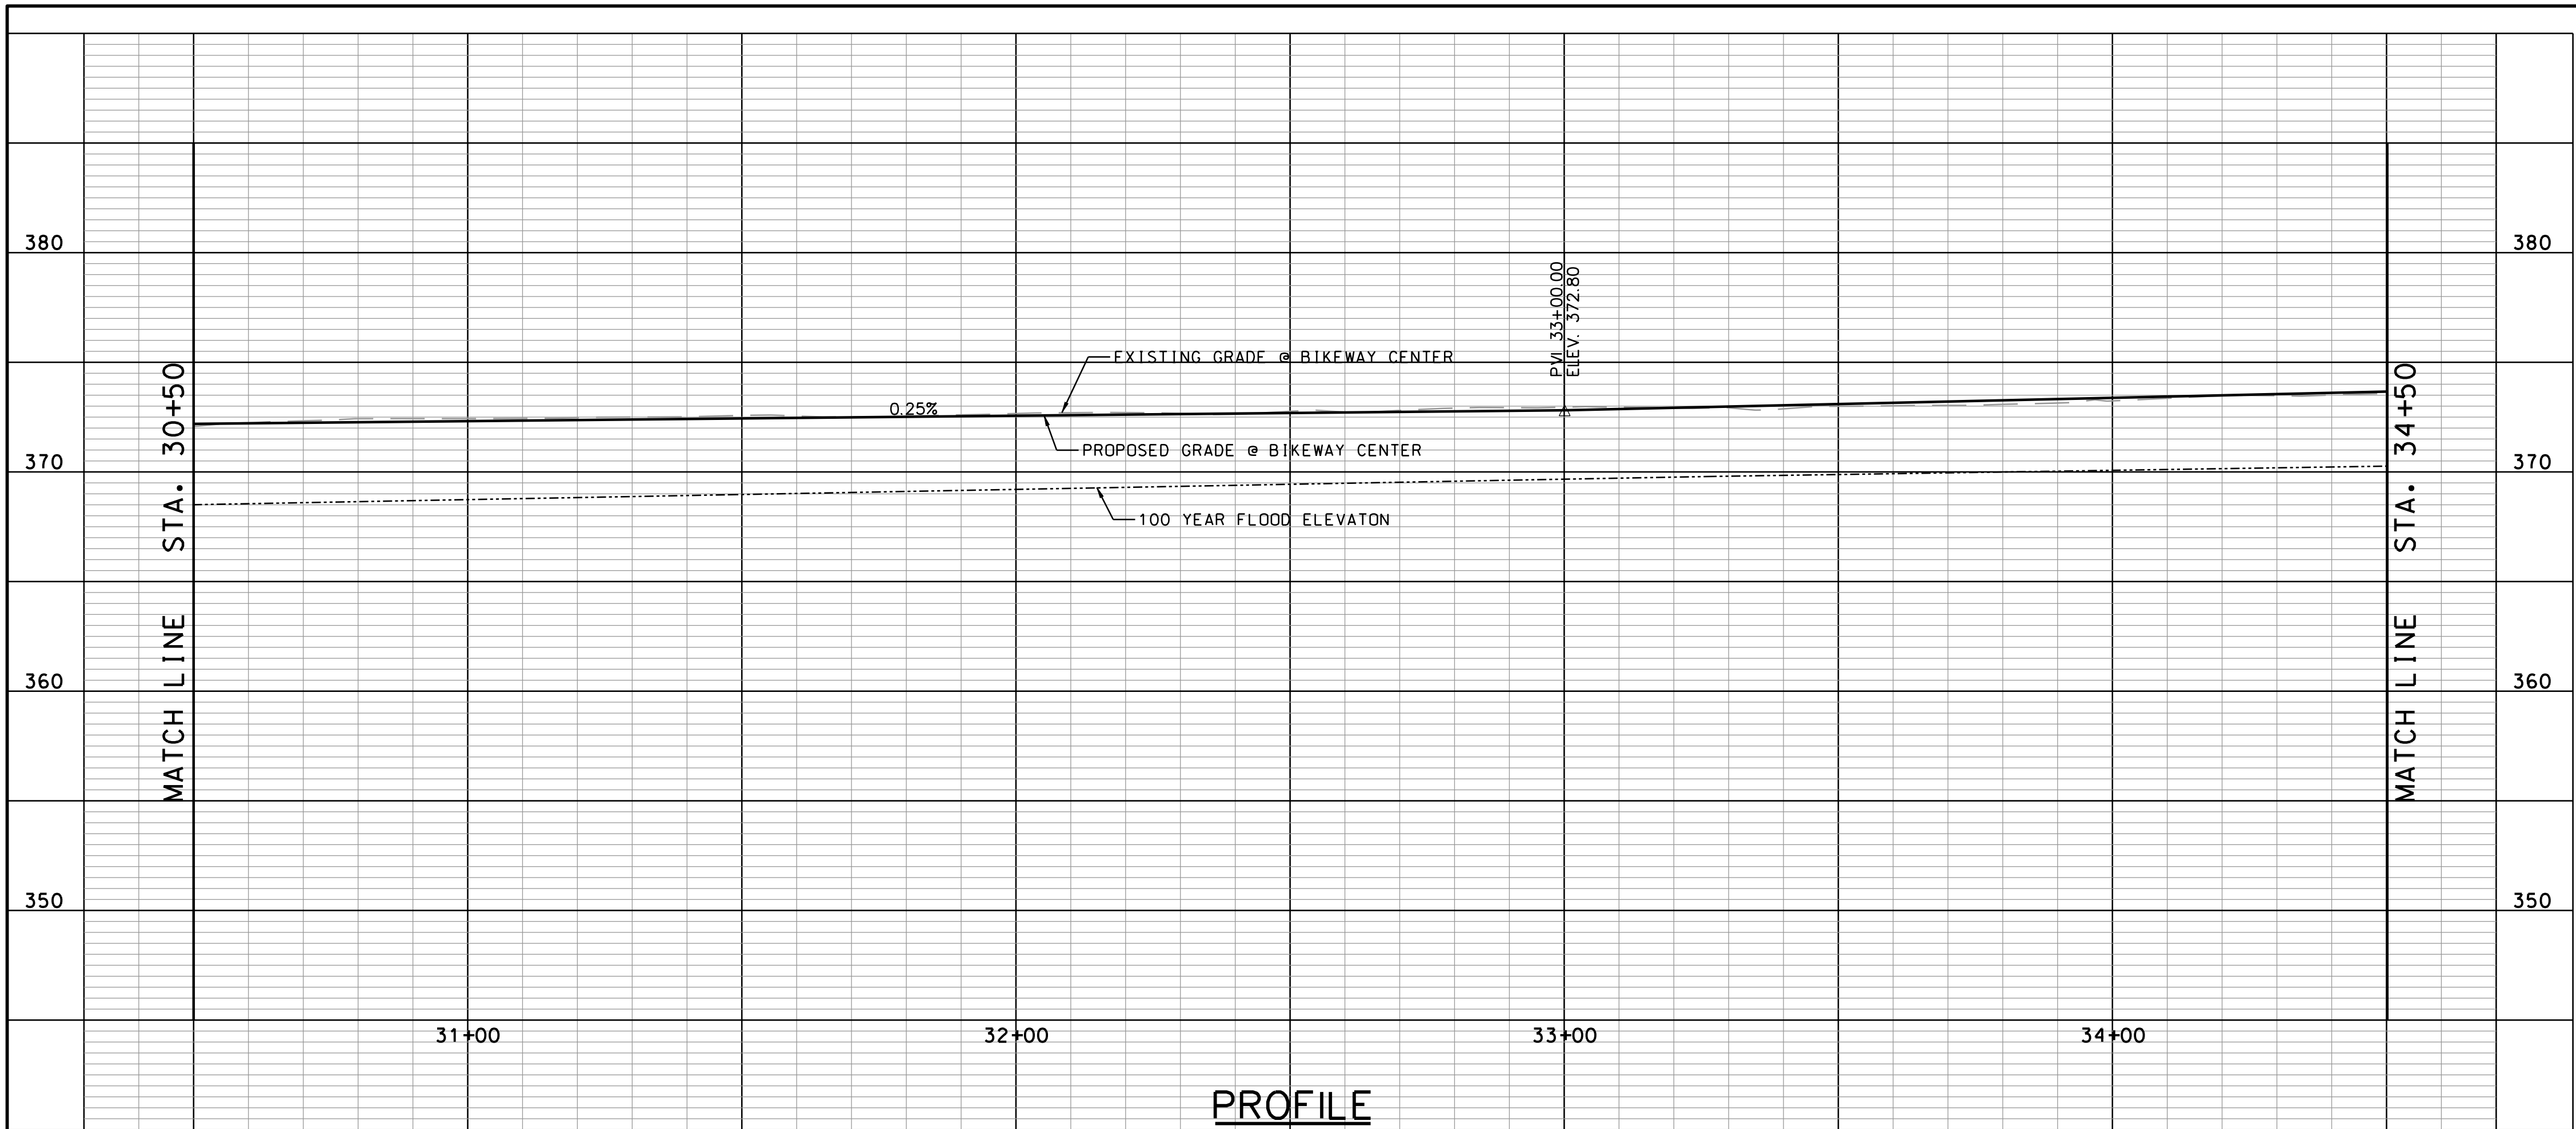 380
380
PVI 33+00.00
ELEV. 372.80
EXISTING GRADE @ BIKEWAY CENTER
0.25%
PROPOSED GRADE @ BIKEWAY CENTER
370
370
100 YEAR FLOOD ELEVATON
MATCH LINE STA. 30+50
MATCH LINE STA. 34+50
360
360
350
350
31+00
32+00
33+00
34+00
PROFILE